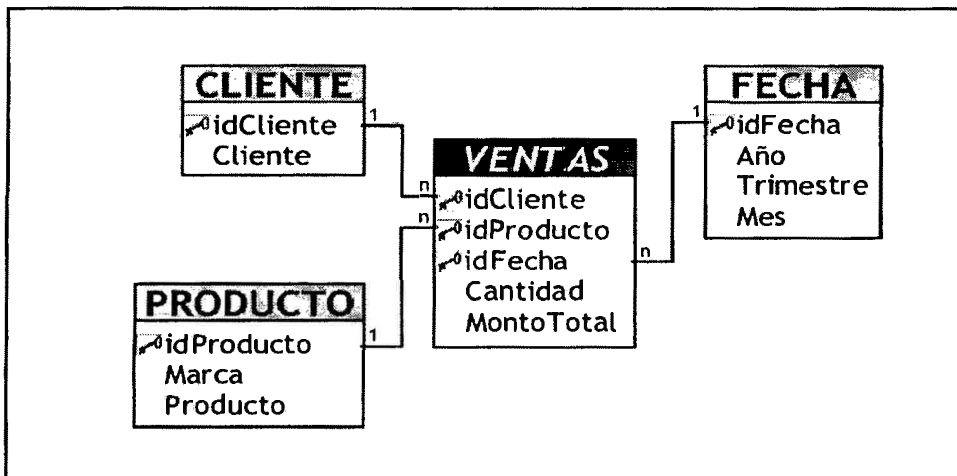 CLIENTE
idCliente
Cliente
1
n
VENTAS
idCliente
idProducto
idFecha
Cantidad
MontoTotal
n
n
1
FECHA
idFecha
Año
Trimestre
Mes
PRODUCTO
idProducto
Marca
Producto
1